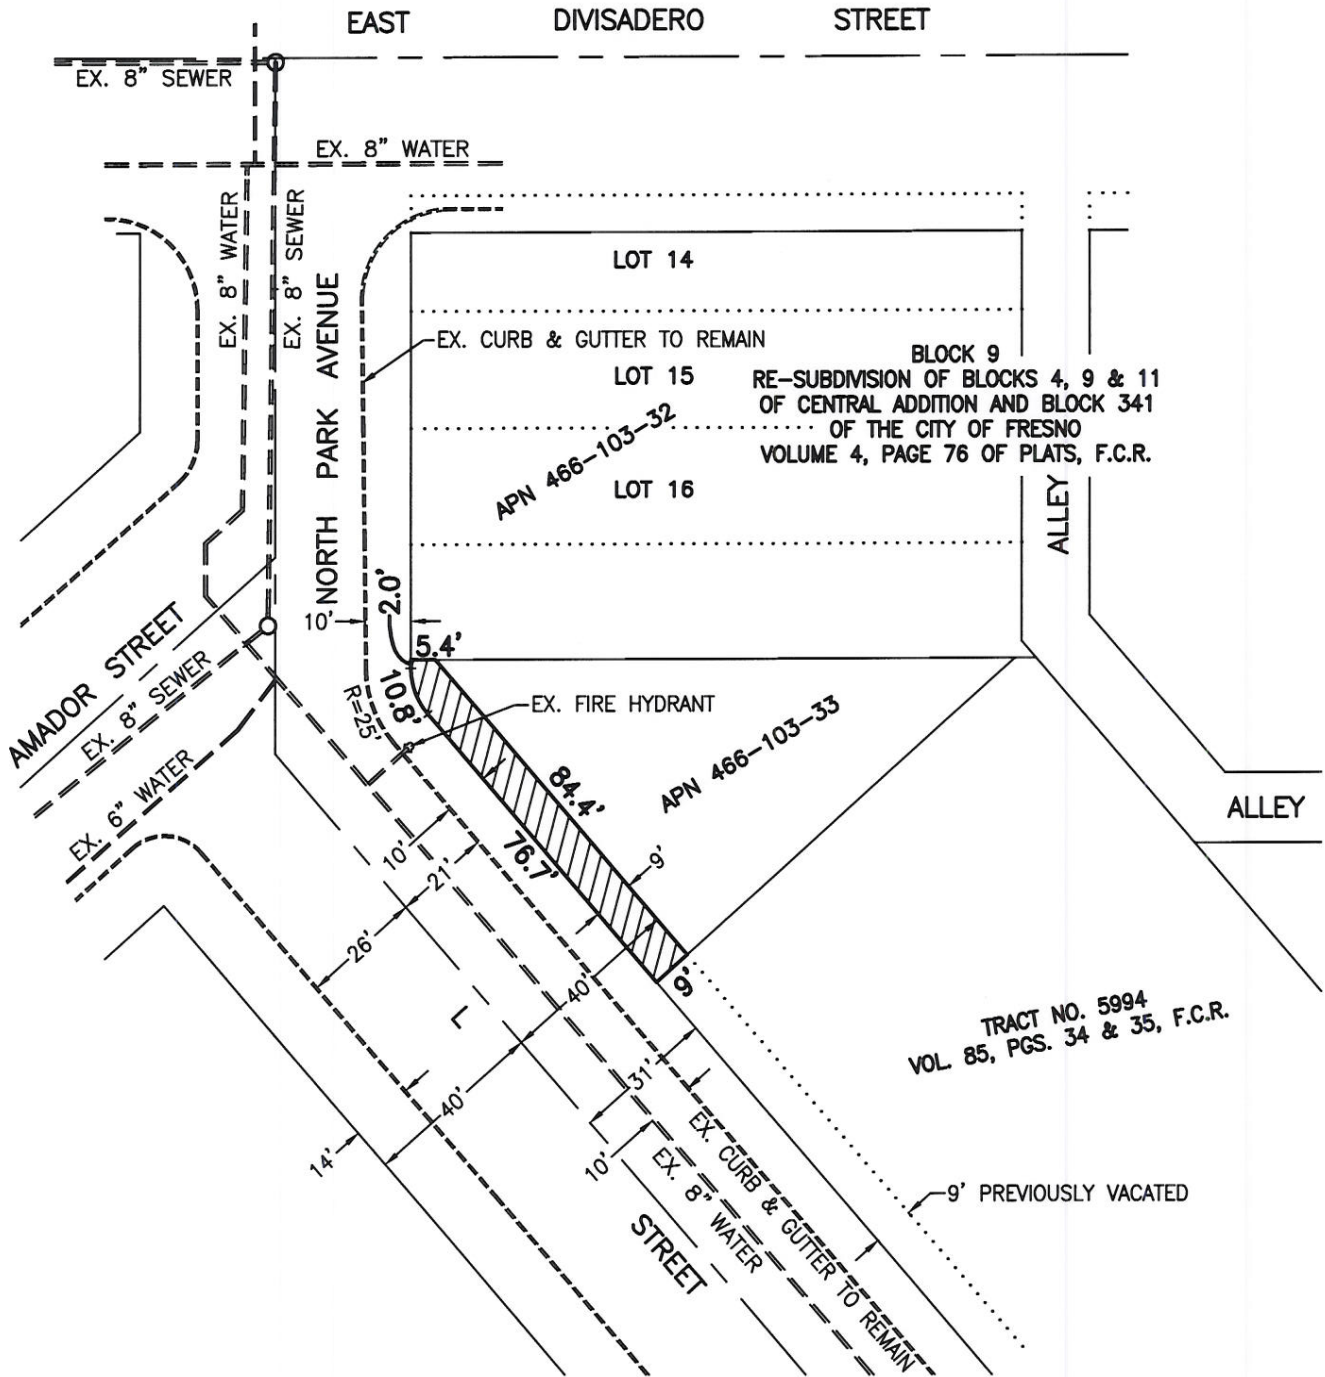 EAST DIVISADERO STREET
EX. 8" SEWER
EX. 8" WATER
EX. 8" WATER
EX. 8" SEWER
NORTH PARK AVENUE
LOT 14
EX. CURB & GUTTER TO REMAIN
LOT 15
BLOCK 9
RE-SUBDIVISION OF BLOCKS 4, 9 & 11
OF CENTRAL ADDITION AND BLOCK 341
OF THE CITY OF FRESNO
VOLUME 4, PAGE 76 OF PLATS, F.C.R.
APN 466-103-32
LOT 16
ALLEY
10'
2.0'
5.4'
AMADOR STREET
EX. 8" SEWER
EX. 6" WATER
10.8'
R=25'
EX. FIRE HYDRANT
APN 466-103-33
84.4'
76.7'
9'
ALLEY
10'
21'
26'
40'
9'
L
STREET
TRACT NO. 5994
VOL. 85, PGS. 34 & 35, F.C.R.
31'
40'
14'
10'
EX. 8" WATER
EX. CURB & GUTTER TO REMAIN
9' PREVIOUSLY VACATED